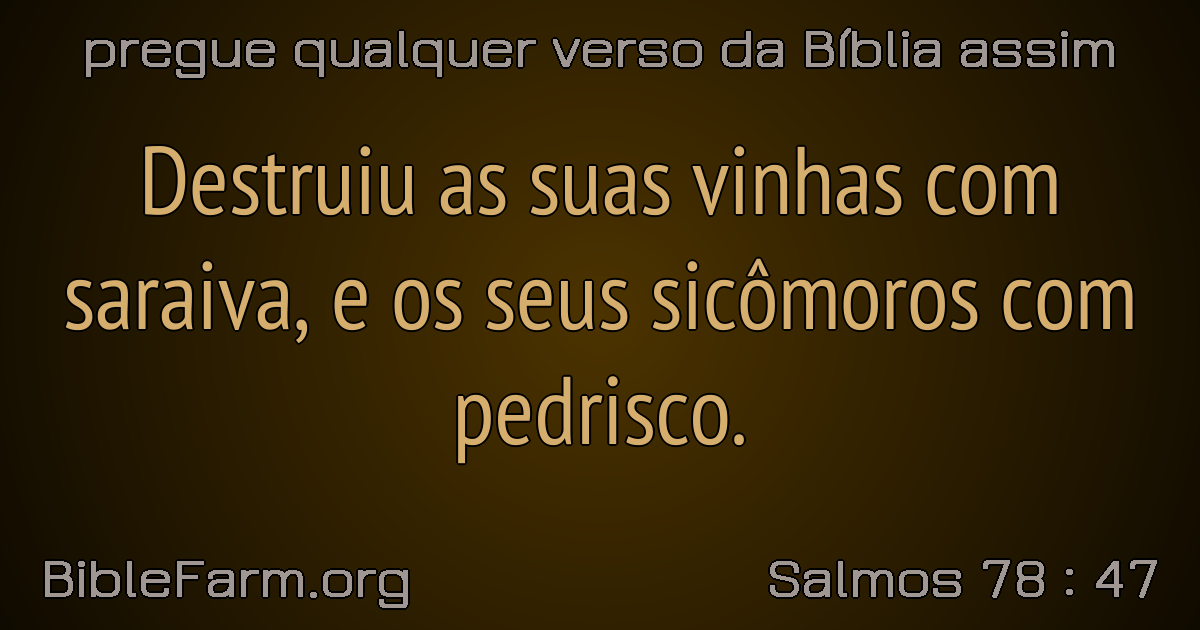 pregue qualquer verso da Bíblia assim
Destruiu as suas vinhas com
saraiva, e os seus sicômoros com
pedrisco.
BibleFarm.org
Salmos 78 : 47